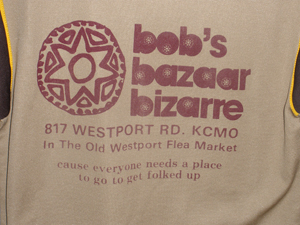 bob's
bazaar
bizarre
817 WESTPORT RD. KCMO
In The Old Westport Flea Market
cause everyone needs a place
to go to get folked up